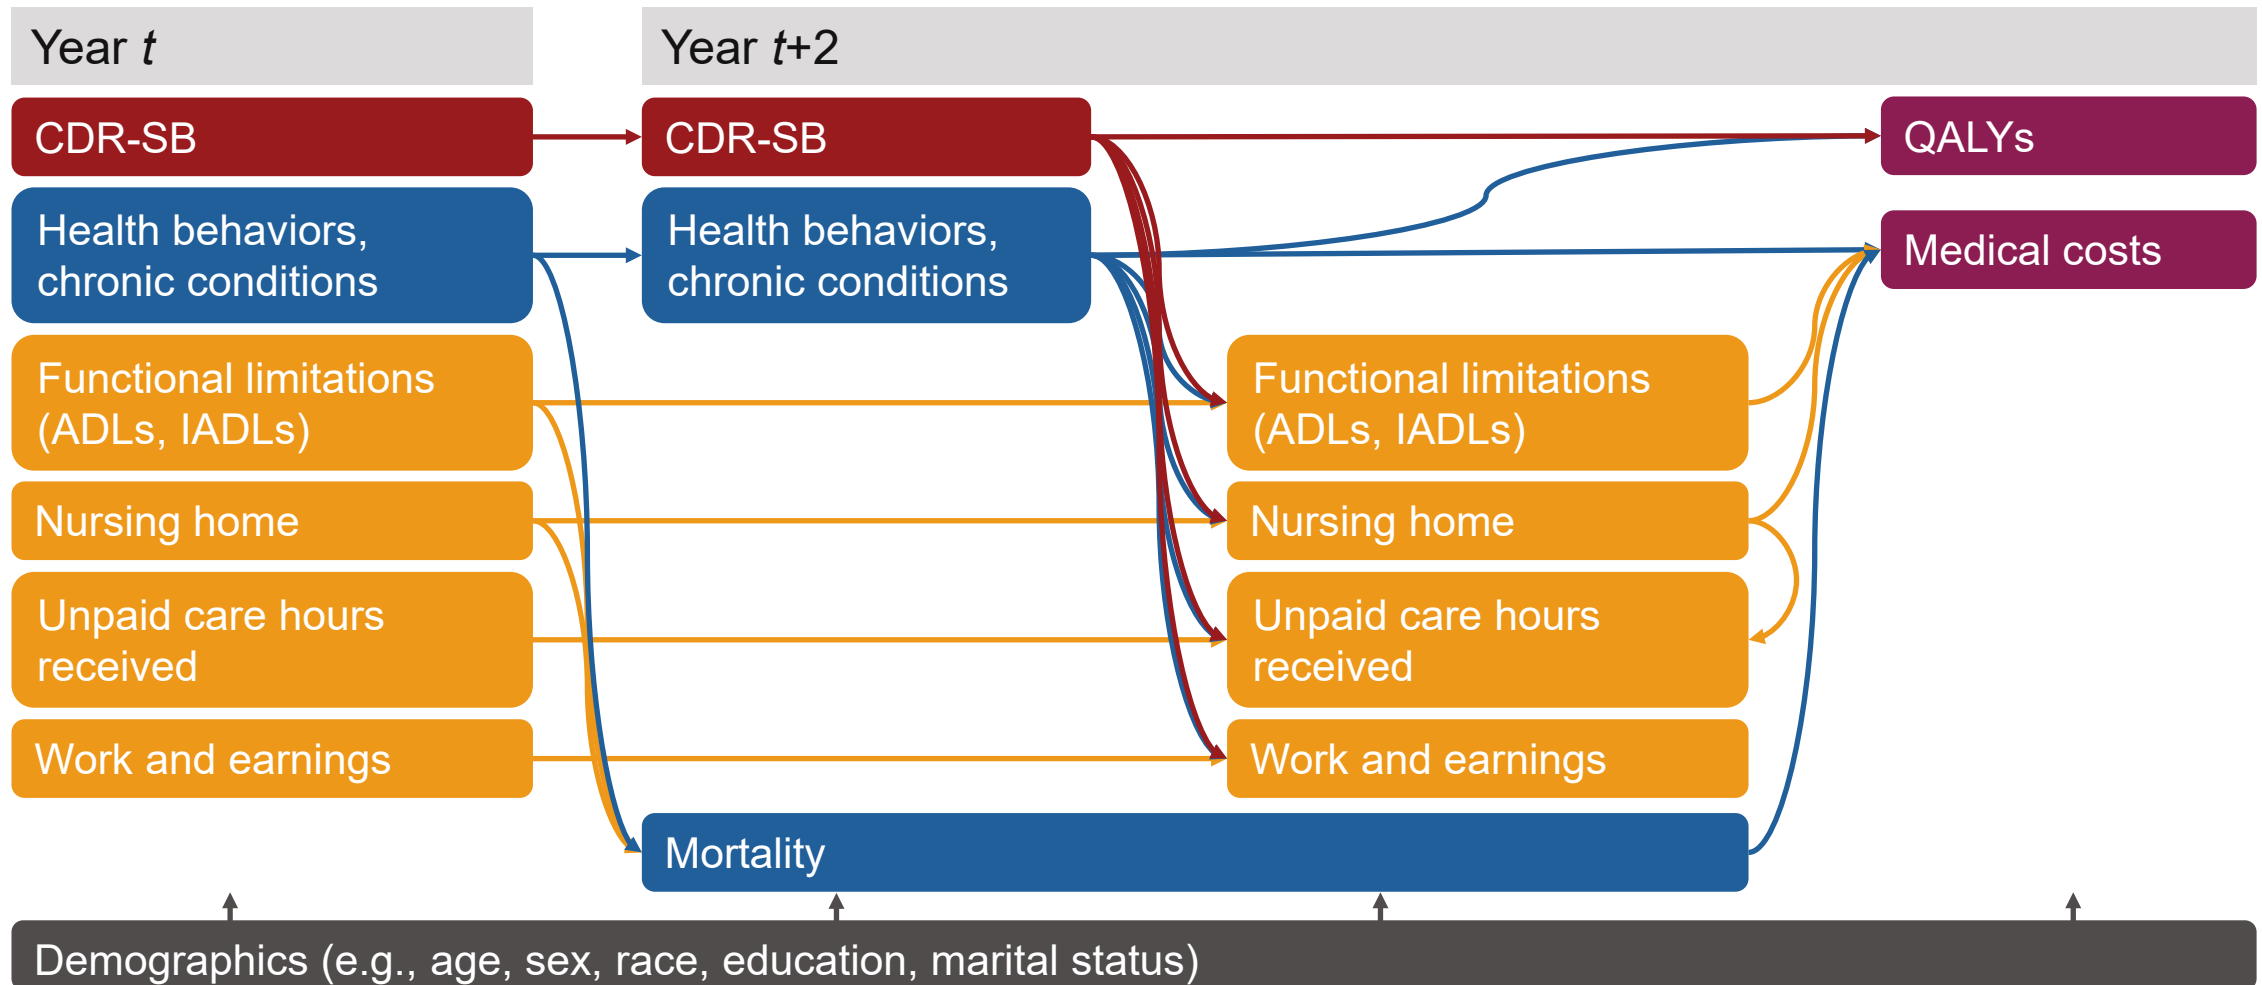 Year t
Year t+2
CDR-SB
CDR-SB
QALYs
Health behaviors,
chronic conditions
Health behaviors,
chronic conditions
Medical costs
Functional limitations
(ADLs, IADLs)
Functional limitations
(ADLs, IADLs)
Nursing home
Nursing home
Unpaid care hours
received
Unpaid care hours
received
Work and earnings
Work and earnings
Mortality
Demographics (e.g., age, sex, race, education, marital status)